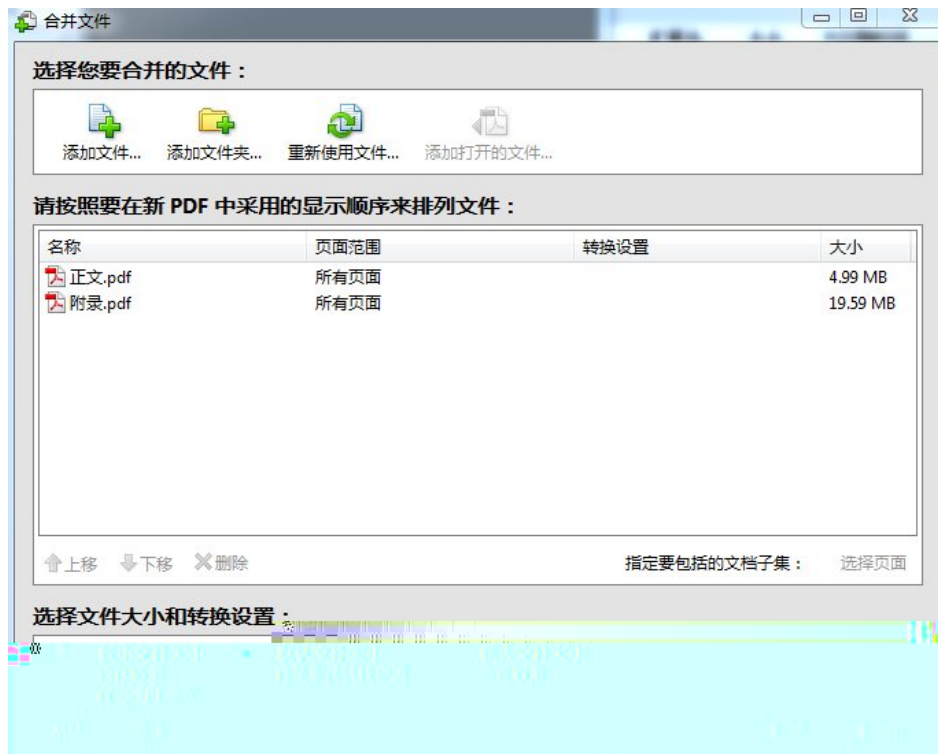 合并文件
选择您要合并的文件：
添加文件... 添加文件夹... 重新使用文件... 添加打开的文件...
请按照要在新 PDF 中采用的显示顺序来排列文件：
名称 页面范围 转换设置 大小
正文.pdf 所有页面 4.99 MB
附录.pdf 所有页面 19.59 MB
上移 下移 删除 指定要包括的文档子集： 选择页面
选择文件大小和转换设置：